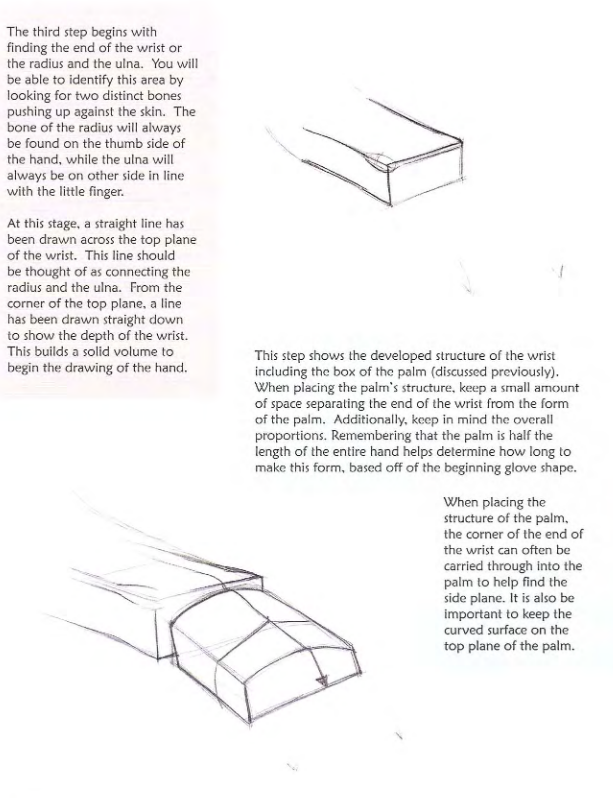 The third step begins with
finding the end of the wrist or
the radius and the ulna.  You will
be able to identify this area by
looking for two distinct bones
pushing up against the skin.  The
bone of the radius will always
be found on the thumb side of
the hand, while the ulna will
always be on other side in line
with the little finger.
At this stage, a straight line has
been drawn across the top plane
of the wrist.  This line should
be thought of as connecting the
radius and the ulna.  From the
corner of the top plane, a line
has been drawn straight down
to show the depth of the wrist.
This builds a solid volume to
begin the drawing of the hand.
This step shows the developed structure of the wrist
including the box of the palm (discussed previously).
When placing the palm's structure, keep a small amount
of space separating the end of the wrist from the form
of the palm.  Additionally, keep in mind the overall
proportions. Remembering that the palm is half the
length of the entire hand helps determine how long to
make this form, based off of the beginning glove shape.
When placing the
structure of the palm,
the corner of the end of
the wrist can often be
carried through into the
palm to help find the
side plane. It is also be
important to keep the
curved surface on the
top plane of the palm.